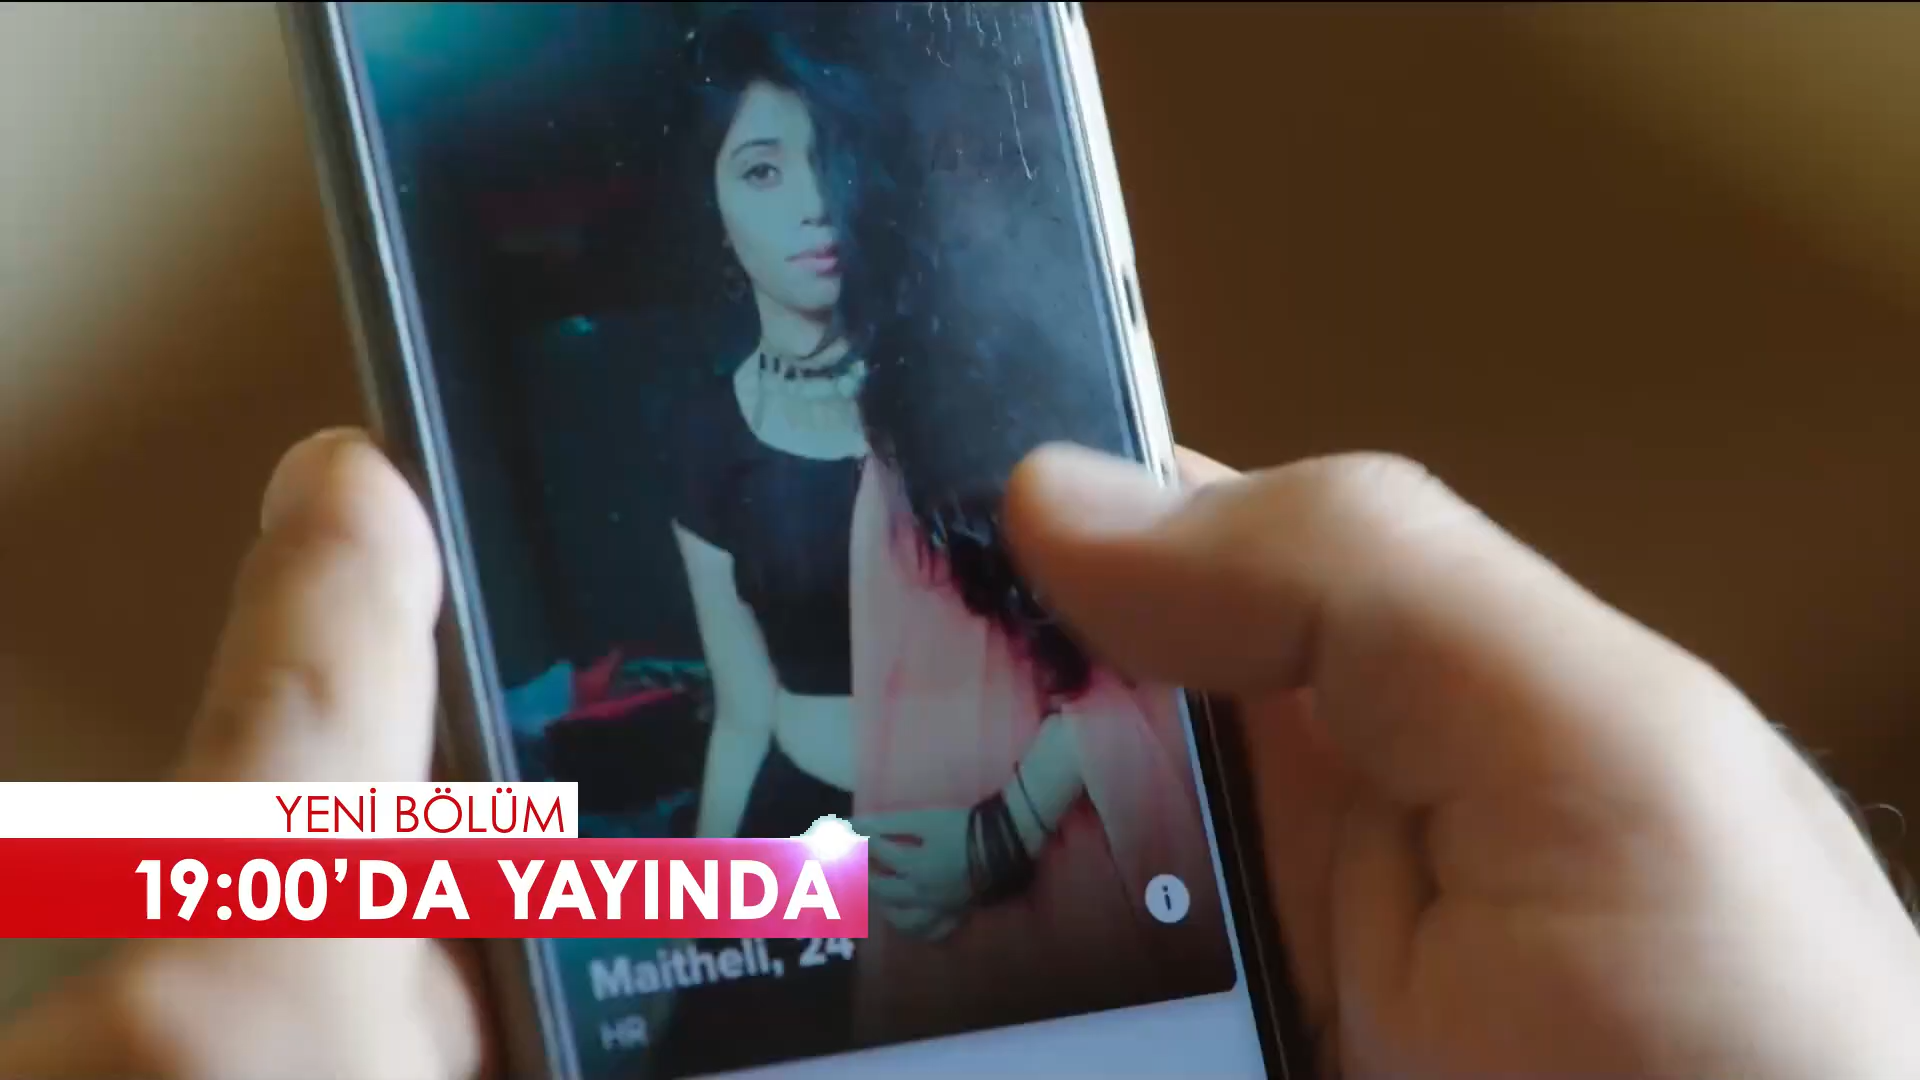 YENİ BÖLÜM
19:00’DA YAYINDA
Maitheli, 24
HR